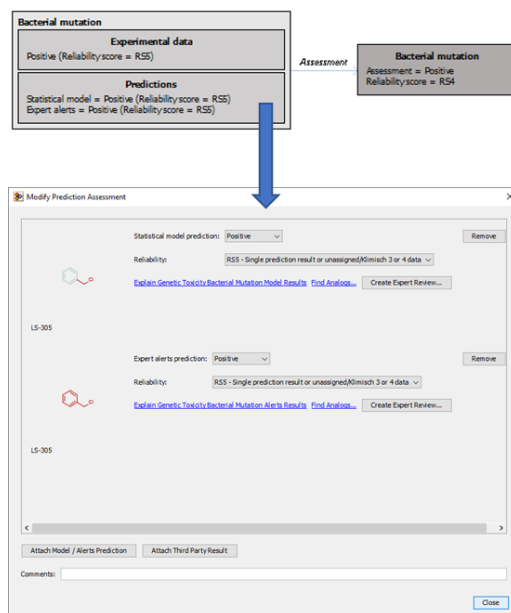 Bacterial mutation
Experimental data
Positive (Reliability score = RS5)
Predictions
Statistical model = Positive (Reliability score = RS5)
Expert alerts = Positive (Reliability score = RS5)
Assessment
Bacterial mutation
Assessment = Positive
Reliability score = RS4
Modify Prediction Assessment
Statistical model prediction: Positive Remove
Reliability: RS5 - Single prediction result or unassigned/Klimisch 3 or 4 data
Explain Genetic Toxicity Bacterial Mutation Model Results Find Analogs... Create Expert Review...
LS-305
Expert alerts prediction: Positive Remove
Reliability: RS5 - Single prediction result or unassigned/Klimisch 3 or 4 data
Explain Genetic Toxicity Bacterial Mutation Alerts Results Find Analogs... Create Expert Review...
LS-305
Attach Model / Alerts Prediction Attach Third Party Result
Comments:
Close